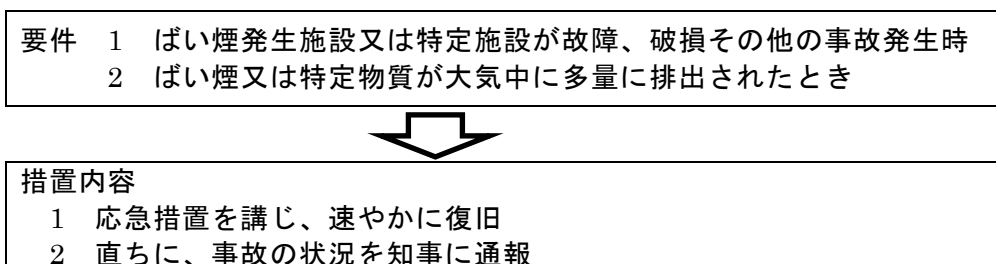 要件　1　ばい煙発生施設又は特定施設が故障、破損その他の事故発生時
2　ばい煙又は特定物質が大気中に多量に排出されたとき
措置内容
1　応急措置を講じ、速やかに復旧
2　直ちに、事故の状況を知事に通報